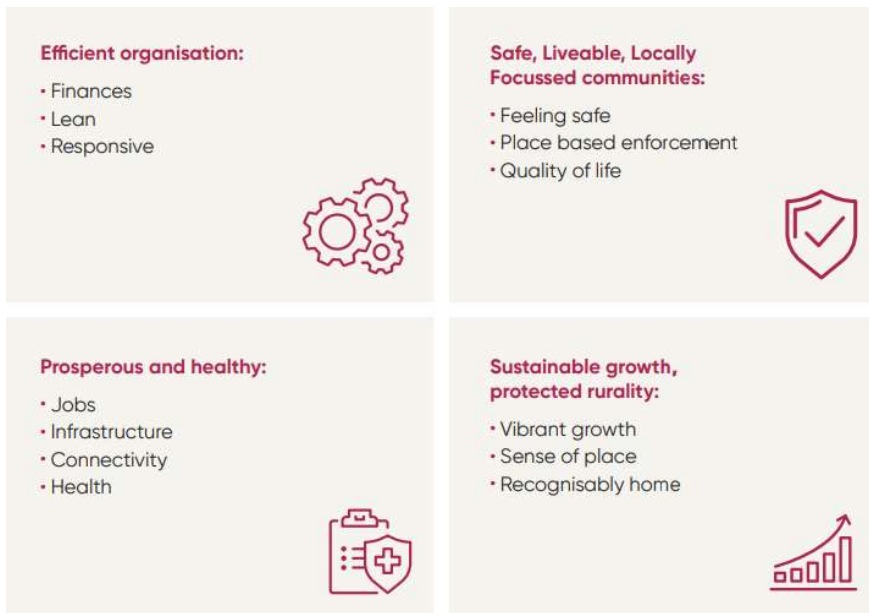 Efficient organisation:
• Finances
• Lean
• Responsive
Safe, Liveable, Locally
Focussed communities:
• Feeling safe
• Place based enforcement
• Quality of life
Prosperous and healthy:
• Jobs
• Infrastructure
• Connectivity
• Health
Sustainable growth,
protected rurality:
• Vibrant growth
• Sense of place
• Recognisably home